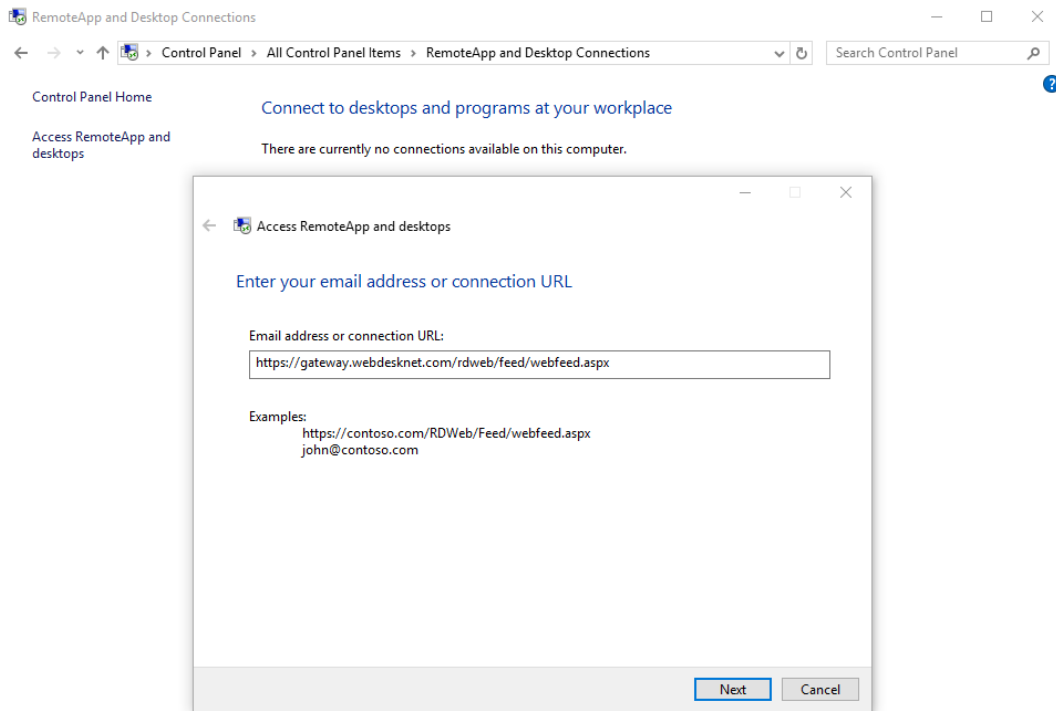 RemoteApp and Desktop Connections
Control Panel > All Control Panel Items > RemoteApp and Desktop Connections
Search Control Panel
?
Control Panel Home
Access RemoteApp and
desktops
Connect to desktops and programs at your workplace
There are currently no connections available on this computer.
Access RemoteApp and desktops
Enter your email address or connection URL
Email address or connection URL:
https://gateway.webdesknet.com/rdweb/feed/webfeed.aspx
Examples:
https://contoso.com/RDWeb/Feed/webfeed.aspx
john@contoso.com
Next
Cancel